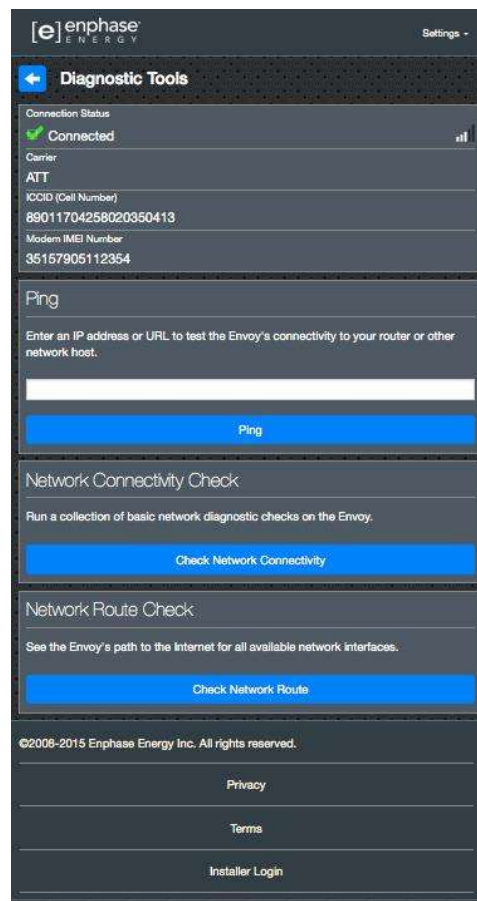 [e] enphase
ENERGY
Settings
Diagnostic Tools
Connection Status
Connected
Carrier
ATT
ICCID (Cell Number)
89011704258020350413
Modem IMEI Number
35157905112354
Ping
Enter an IP address or URL to test the Envoy's connectivity to your router or other
network host.
Ping
Network Connectivity Check
Run a collection of basic network diagnostic checks on the Envoy.
Check Network Connectivity
Network Route Check
See the Envoy's path to the Internet for all available network interfaces.
Check Network Route
©2008-2015 Enphase Energy Inc. All rights reserved.
Privacy
Terms
Installer Login